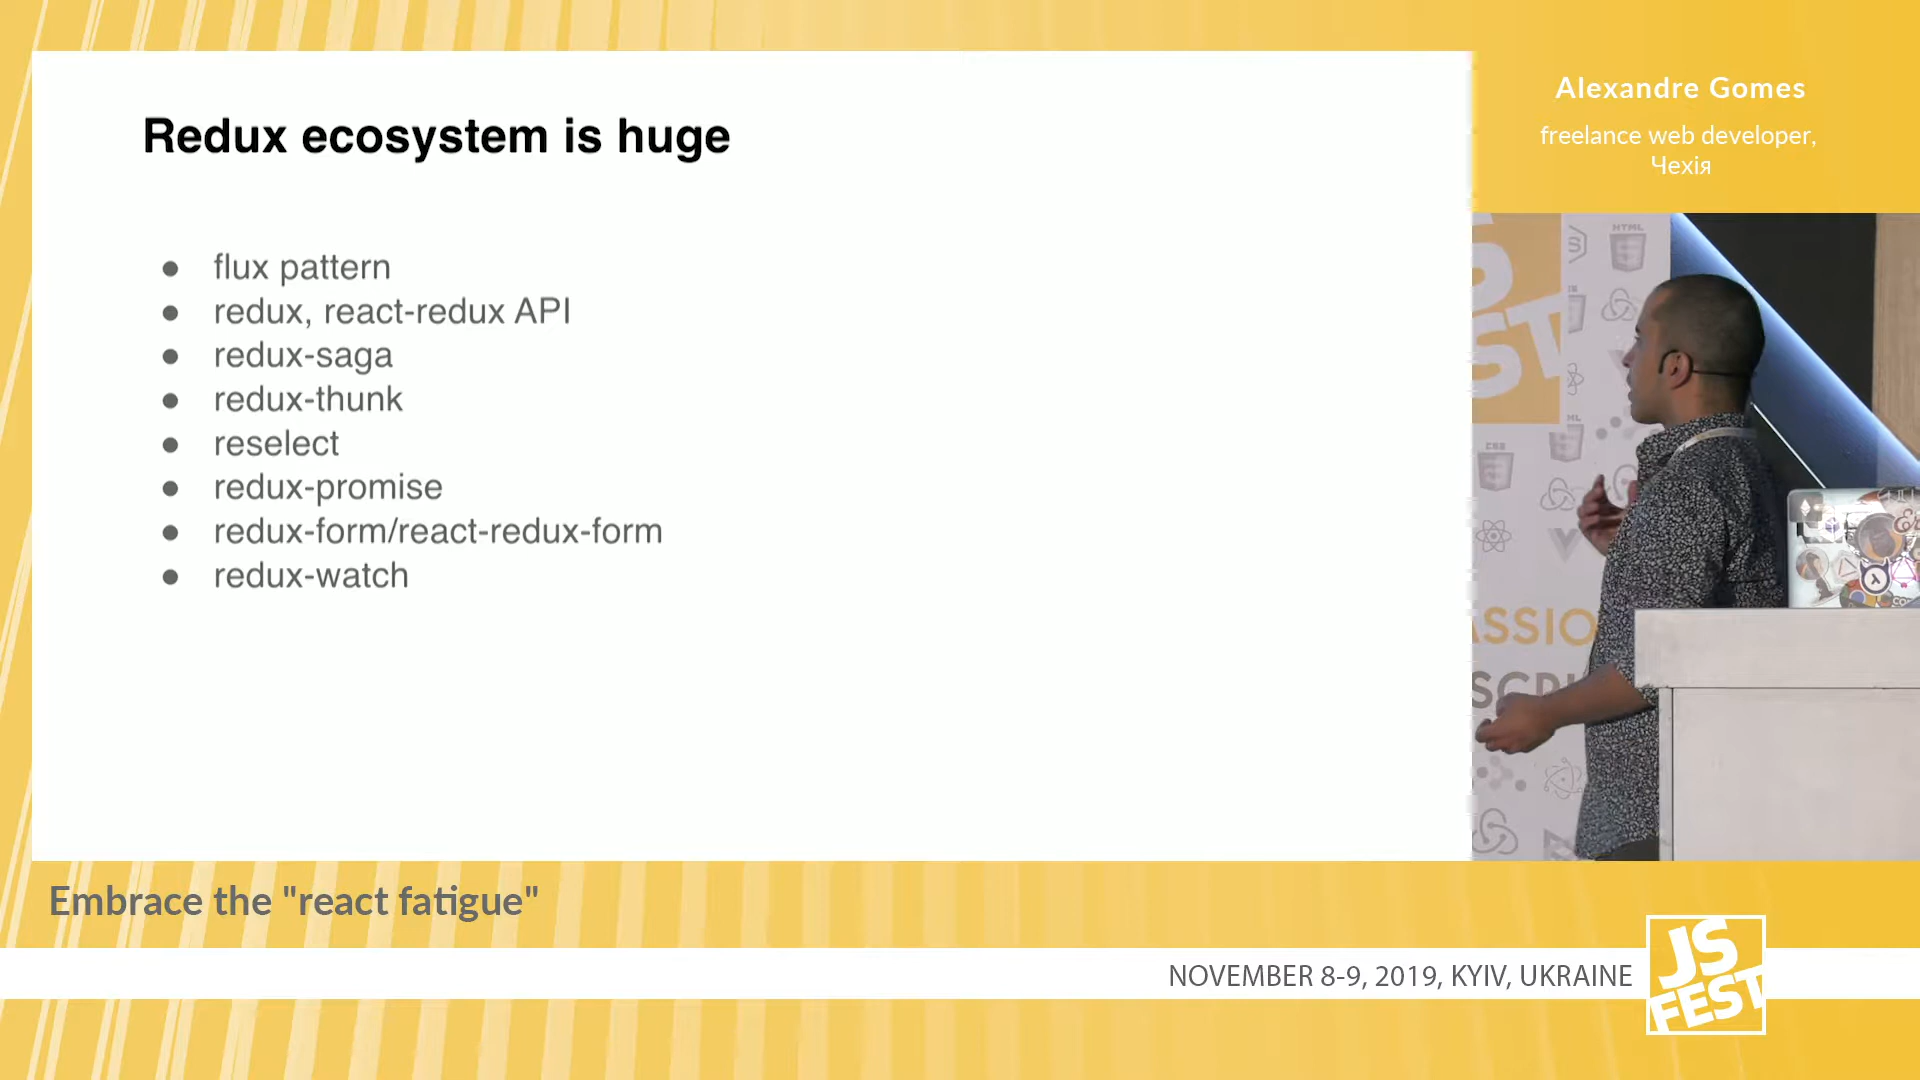 Redux ecosystem is huge
flux pattern
redux, react-redux API
redux-saga
redux-thunk
reselect
redux-promise
redux-form/react-redux-form
redux-watch
Alexandre Gomes
freelance web developer,
Чехія
HTML
CSS
Embrace the "react fatigue"
NOVEMBER 8-9, 2019, KYIV, UKRAINE
JS
FEST